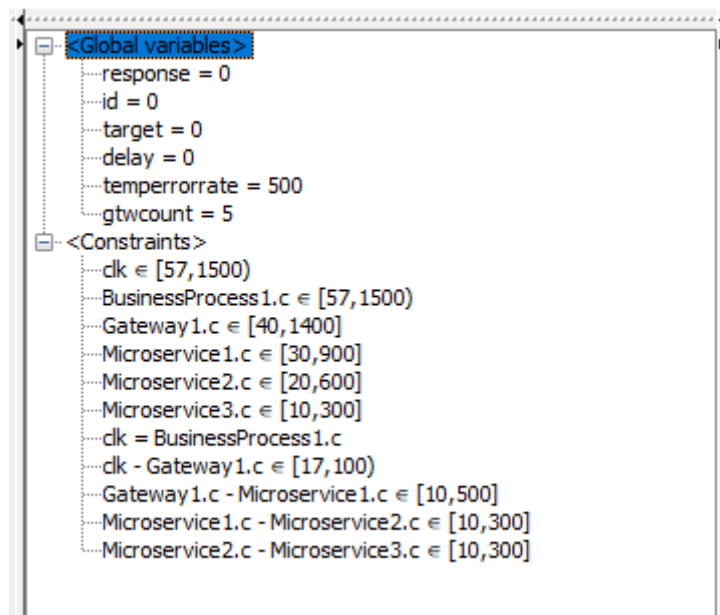 <Global variables>
response = 0
id = 0
target = 0
delay = 0
temperrorrate = 500
gtwcount = 5
<Constraints>
clk ∈ [57,1500)
BusinessProcess1.c ∈ [57,1500)
Gateway1.c ∈ [40,1400]
Microservice1.c ∈ [30,900]
Microservice2.c ∈ [20,600]
Microservice3.c ∈ [10,300]
clk = BusinessProcess1.c
clk - Gateway1.c ∈ [17,100)
Gateway1.c - Microservice1.c ∈ [10,500]
Microservice1.c - Microservice2.c ∈ [10,300]
Microservice2.c - Microservice3.c ∈ [10,300]